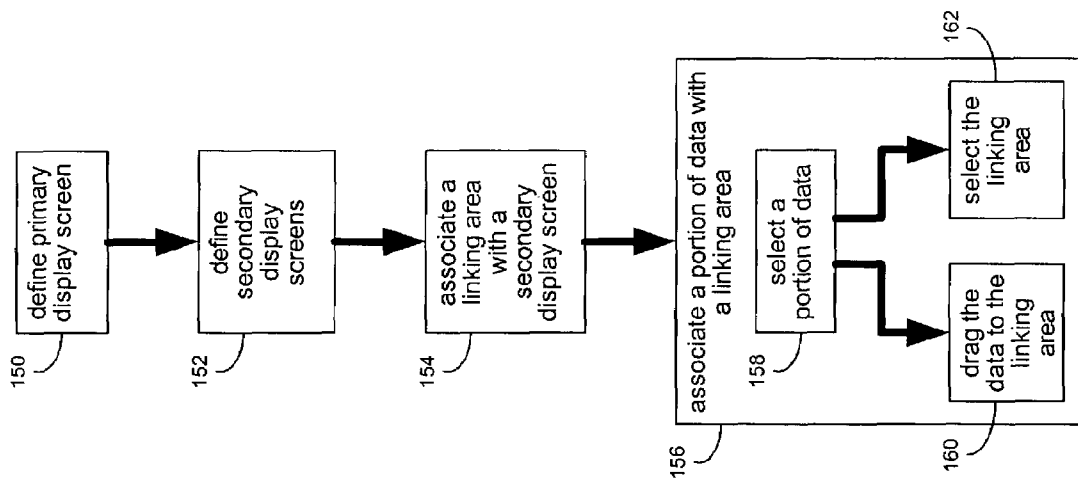 150
define primary
display screen
152
define
secondary
display
screens
154
associate a
linking area
with a
secondary
display screen
156
associate a portion of data with
a linking area
158
select a
portion of data
160
drag the
data to the
linking
area
162
select the
linking
area